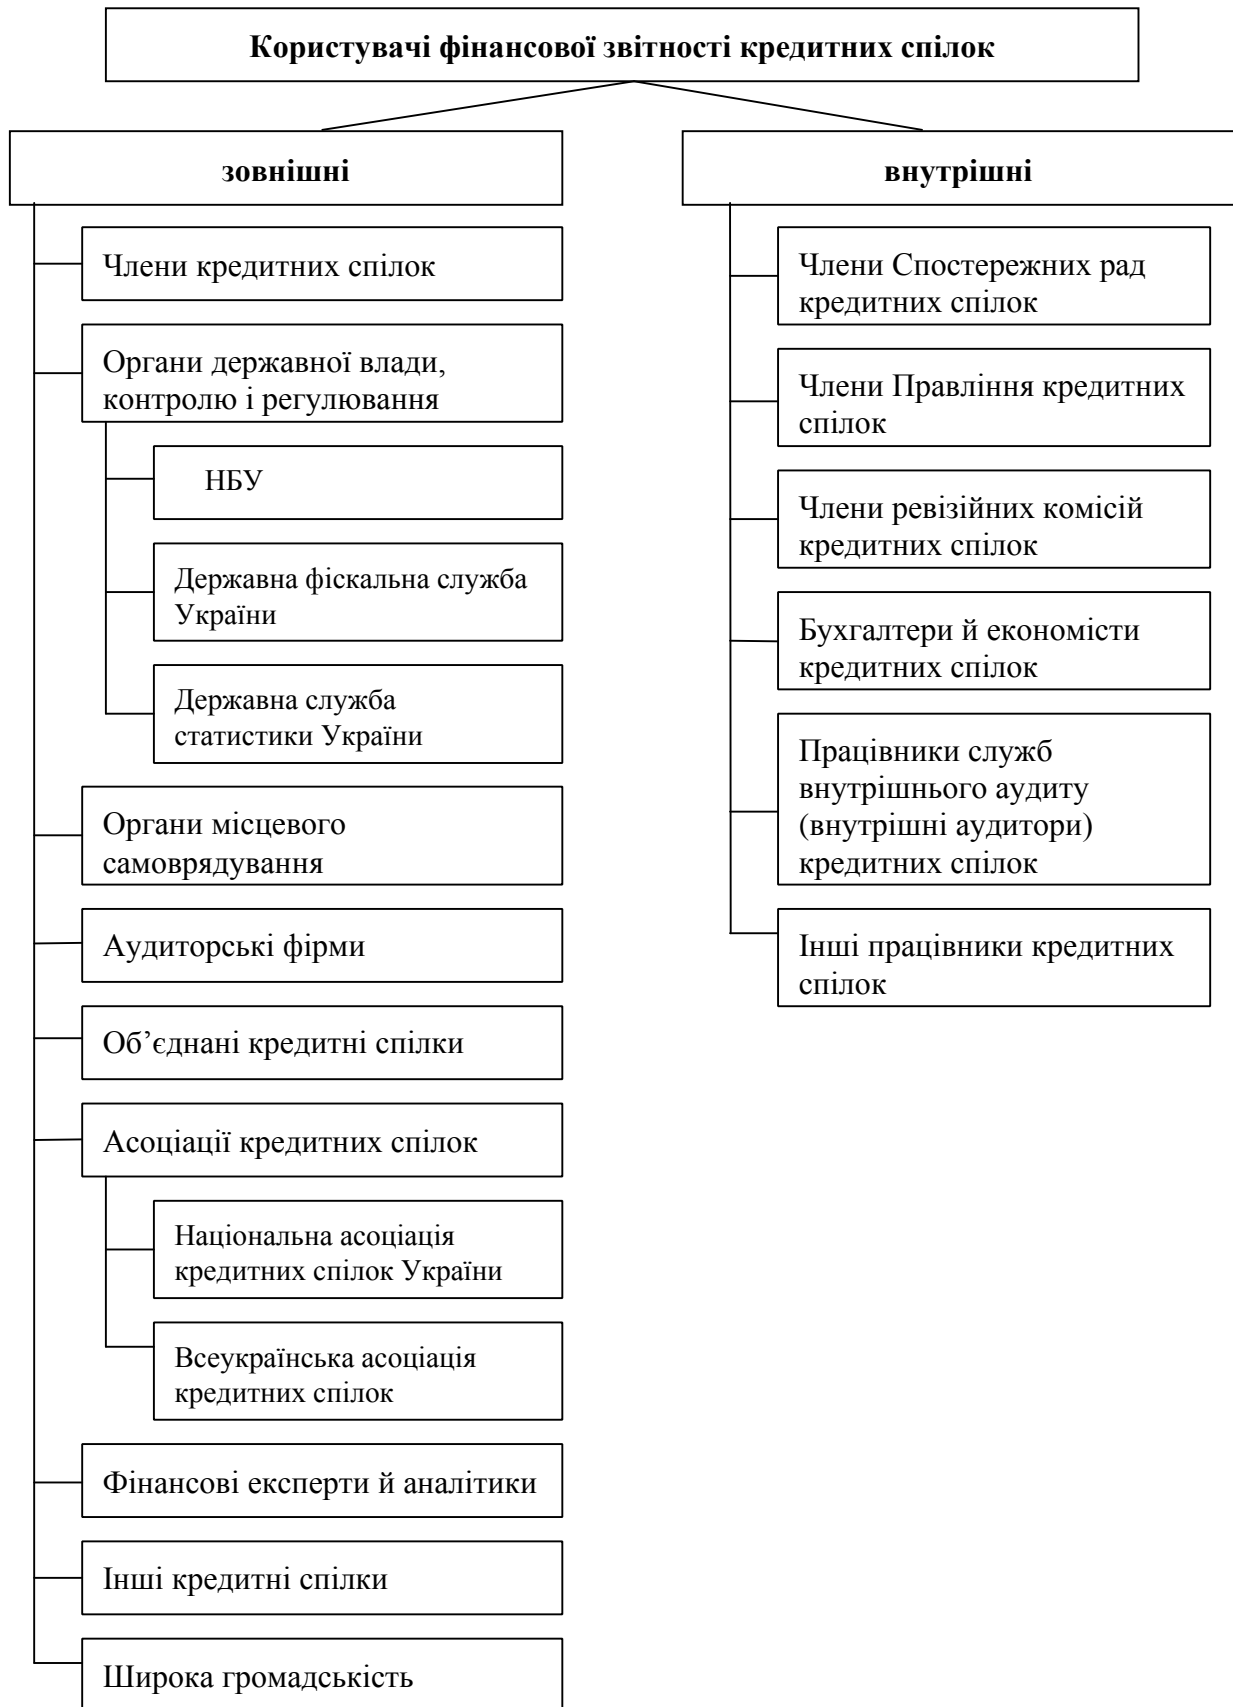 Користувачі фінансової звітності кредитних спілок
зовнішні
Члени кредитних спілок
Органи державної влади,
контролю і регулювання
НБУ
Державна фіскальна служба
України
Державна служба
статистики України
Органи місцевого
самоврядування
Аудиторські фірми
Об’єднані кредитні спілки
Асоціації кредитних спілок
Національна асоціація
кредитних спілок України
Всеукраїнська асоціація
кредитних спілок
Фінансові експерти й аналітики
Інші кредитні спілки
Широка громадськість
внутрішні
Члени Спостережних рад
кредитних спілок
Члени Правління кредитних
спілок
Члени ревізійних комісій
кредитних спілок
Бухгалтери й економісти
кредитних спілок
Працівники служб
внутрішнього аудиту
(внутрішні аудитори)
кредитних спілок
Інші працівники кредитних
спілок